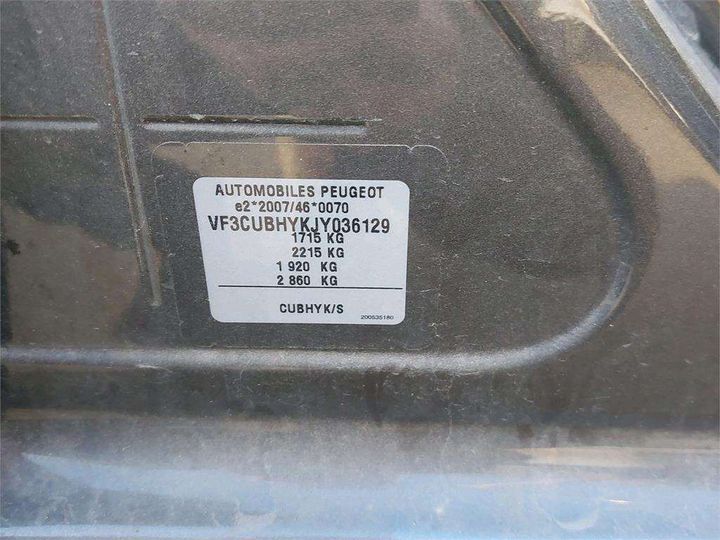 AUTOMOBILES PEUGEOT
e2*2007/46*0070
VF3CUBHYKJY036129
1715 KG
2215 KG
1 920 KG
2 860 KG
CUBHYK/S
200535180